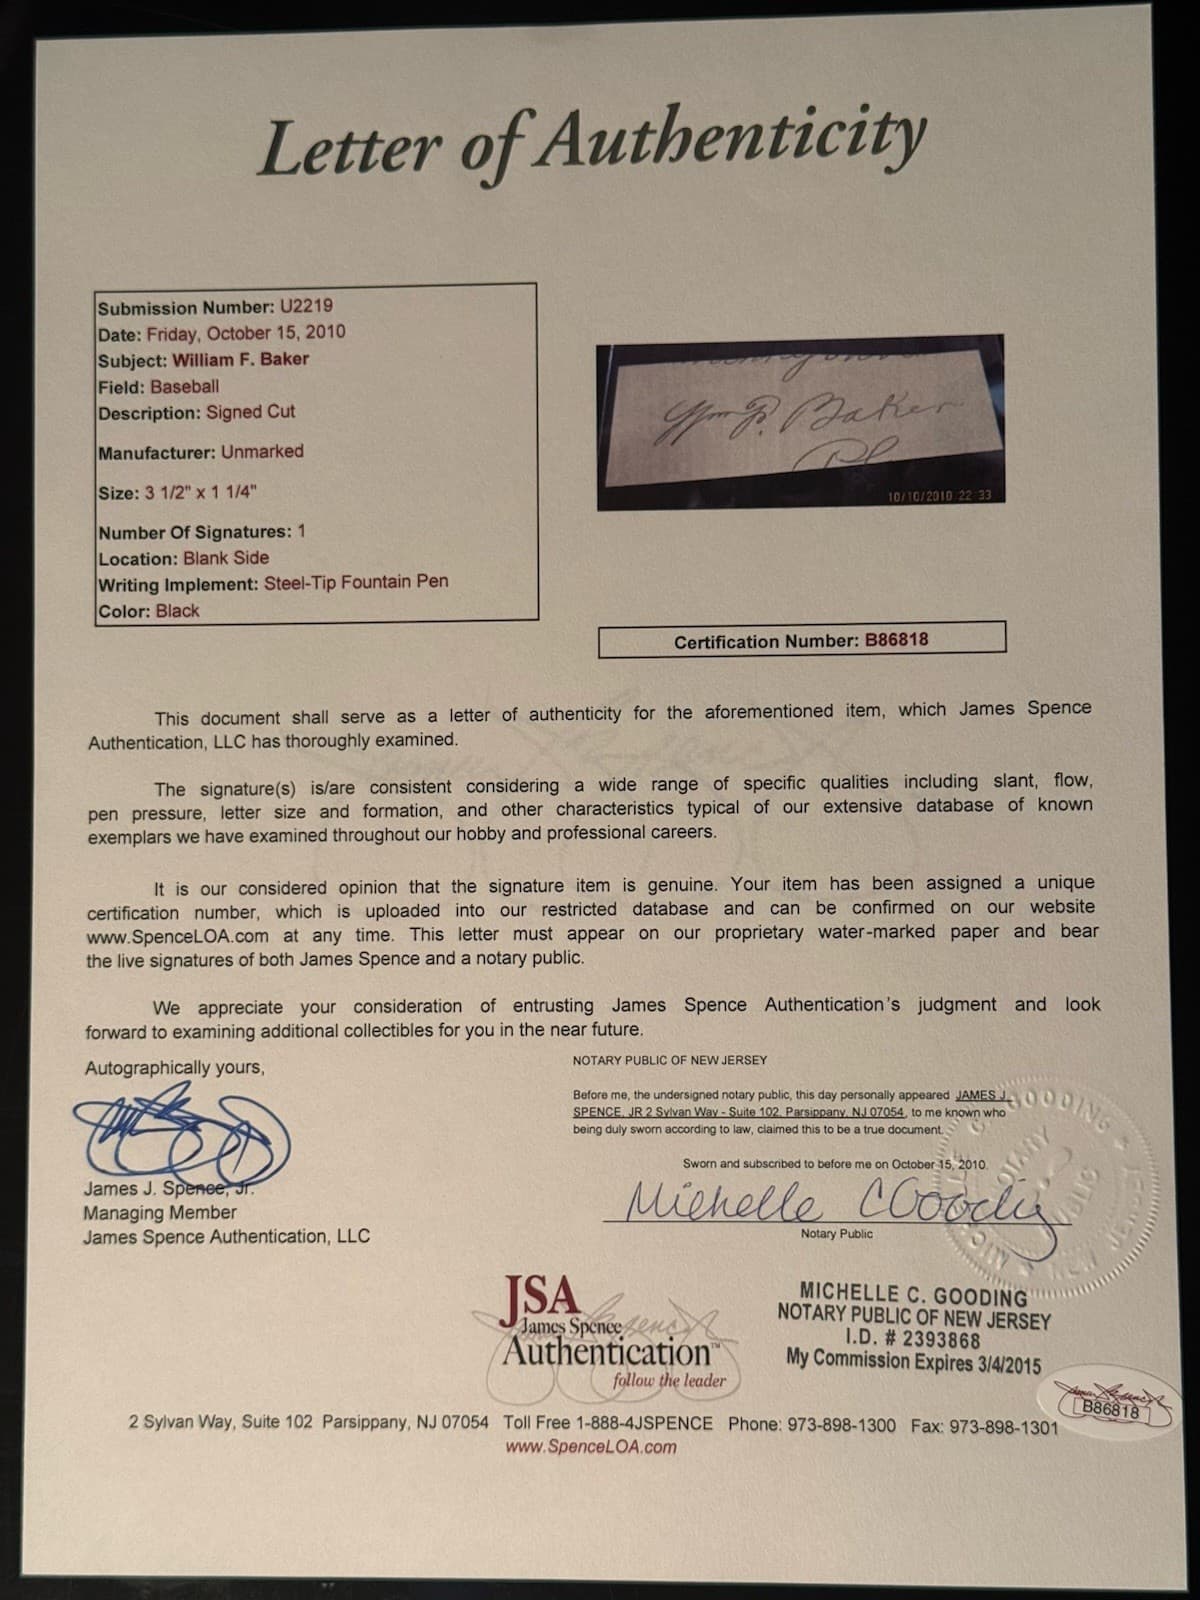 Letter of Authenticity
Submission Number: U2219
Date: Friday, October 15, 2010
Subject: William F. Baker
Field: Baseball
Description: Signed Cut
Manufacturer: Unmarked
Size: 3 1/2" x 1 1/4"
Number Of Signatures: 1
Location: Blank Side
Writing Implement: Steel-Tip Fountain Pen
Color: Black
Wm F. Baker
10/10/2010 22 33
Certification Number: B86818
This document shall serve as a letter of authenticity for the aforementioned item, which James Spence
Authentication, LLC has thoroughly examined.
The signature(s) is/are consistent considering a wide range of specific qualities including slant, flow,
pen pressure, letter size and formation, and other characteristics typical of our extensive database of known
exemplars we have examined throughout our hobby and professional careers.
It is our considered opinion that the signature item is genuine. Your item has been assigned a unique
certification number, which is uploaded into our restricted database and can be confirmed on our website
www.SpenceLOA.com at any time. This letter must appear on our proprietary water-marked paper and bear
the live signatures of both James Spence and a notary public.
We appreciate your consideration of entrusting James Spence Authentication's judgment and look
forward to examining additional collectibles for you in the near future.
Autographically yours,
James J. Spence, Jr.
Managing Member
James Spence Authentication, LLC
NOTARY PUBLIC OF NEW JERSEY
Before me, the undersigned notary public, this day personally appeared JAMES J.
SPENCE, JR 2 Sylvan Way - Suite 102, Parsippany, NJ 07054, to me known who
being duly sworn according to law, claimed this to be a true document.
Sworn and subscribed to before me on October 15, 2010.
Michelle C Gooding
Notary Public
MICHELLE C. GOODING
NOTARY PUBLIC
NEW JERSEY
JSA
James Spence
Authentication™
follow the leader
MICHELLE C. GOODING
NOTARY PUBLIC OF NEW JERSEY
I.D. # 2393868
My Commission Expires 3/4/2015
B86818
2 Sylvan Way, Suite 102 Parsippany, NJ 07054 Toll Free 1-888-4JSPENCE Phone: 973-898-1300 Fax: 973-898-1301
www.SpenceLOA.com